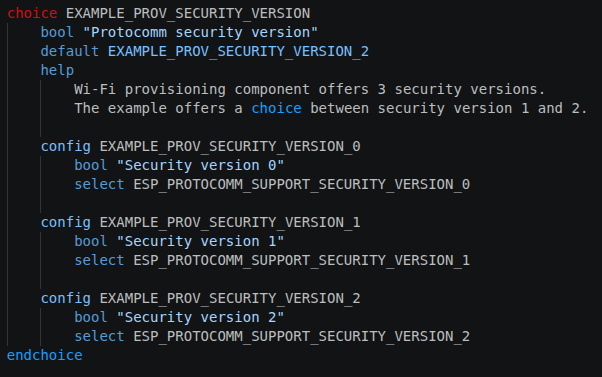 choice EXAMPLE_PROV_SECURITY_VERSION
    bool "Protocomm security version"
    default EXAMPLE_PROV_SECURITY_VERSION_2
    help
        Wi-Fi provisioning component offers 3 security versions.
        The example offers a choice between security version 1 and 2.

    config EXAMPLE_PROV_SECURITY_VERSION_0
        bool "Security version 0"
        select ESP_PROTOCOMM_SUPPORT_SECURITY_VERSION_0

    config EXAMPLE_PROV_SECURITY_VERSION_1
        bool "Security version 1"
        select ESP_PROTOCOMM_SUPPORT_SECURITY_VERSION_1

    config EXAMPLE_PROV_SECURITY_VERSION_2
        bool "Security version 2"
        select ESP_PROTOCOMM_SUPPORT_SECURITY_VERSION_2
endchoice